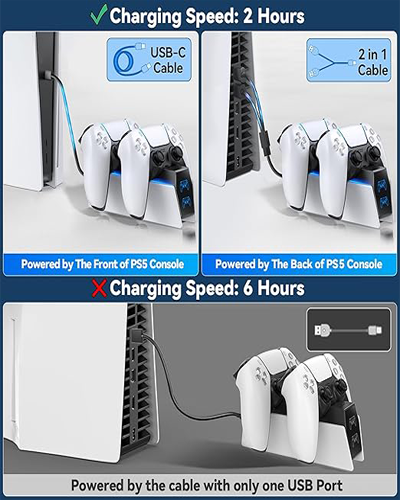 Charging Speed: 2 Hours
USB-C
Cable
2 in 1
Cable
Powered by The Front of PS5 Console
Powered by The Back of PS5 Console
Charging Speed: 6 Hours
Powered by the cable with only one USB Port